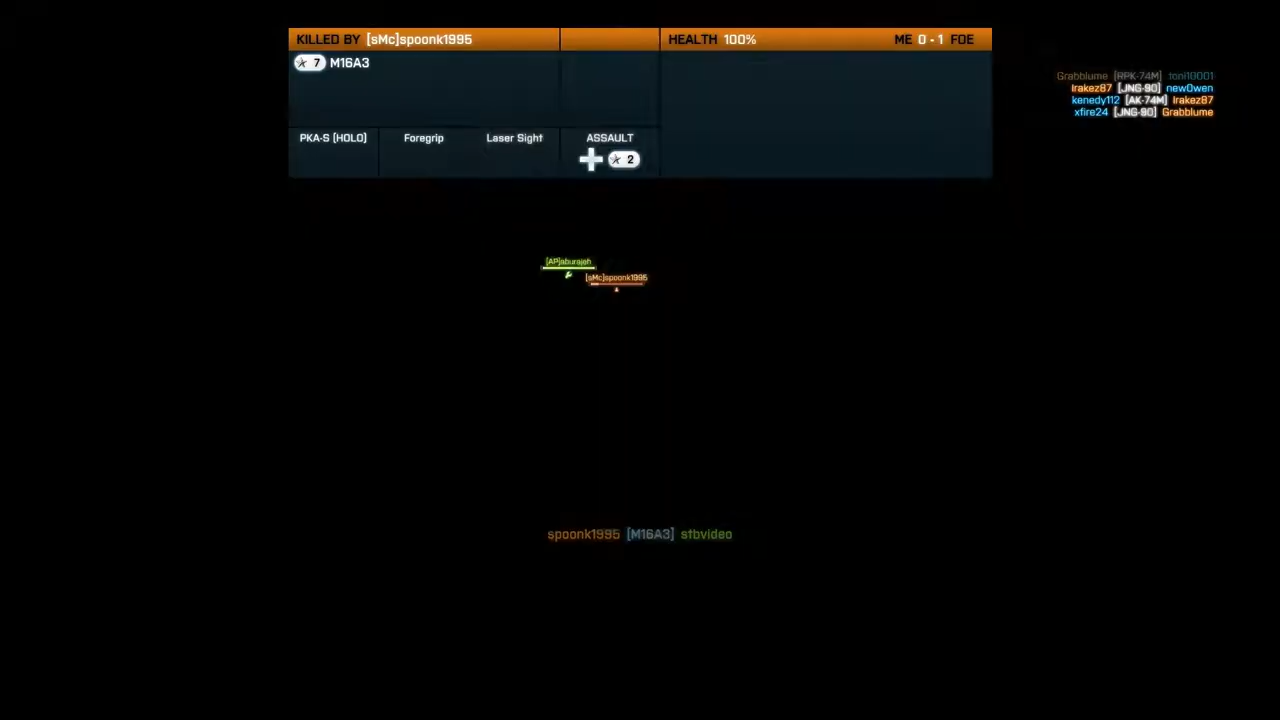 KILLED BY [sMc]spoonk1995 HEALTH 100% ME 0 - 1 FOE
7 M16A3
Grabblume [RPK-74M] toni10001
Irakez87 [JNG-90] new0wen
kenedy112 [AK-74M] Irakez87
xfire24 [JNG-90] Grabblume
PKA-S [HOLO] Foregrip Laser Sight ASSAULT
2
[AP]aburajeh
[sMc]spoonk1995
spoonk1995 [M16A3] stbvideo